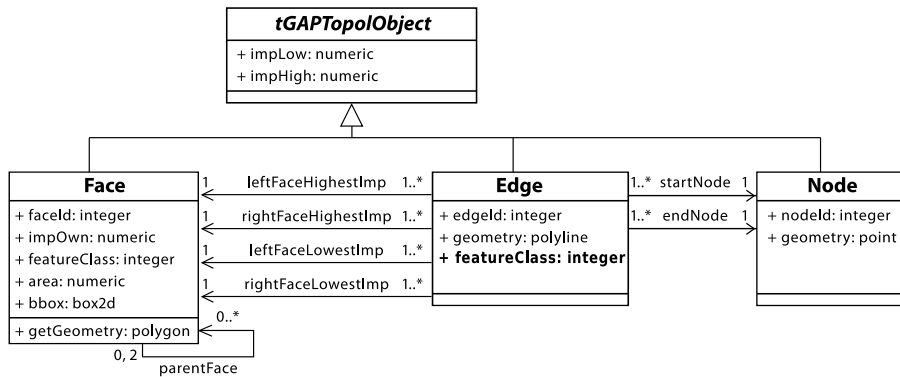 tGAPTopolObject
+ impLow: numeric
+ impHigh: numeric
Face
+ faceId: integer
+ impOwn: numeric
+ featureClass: integer
+ area: numeric
+ bbox: box2d
+ getGeometry: polygon
1 leftFaceHighestImp 1..*
1 rightFaceHighestImp 1..*
1 leftFaceLowestImp 1..*
1 rightFaceLowestImp 1..*
0..*
0, 2
parentFace
Edge
+ edgeId: integer
+ geometry: polyline
+ featureClass: integer
1..* startNode 1
1..* endNode 1
Node
+ nodeId: integer
+ geometry: point